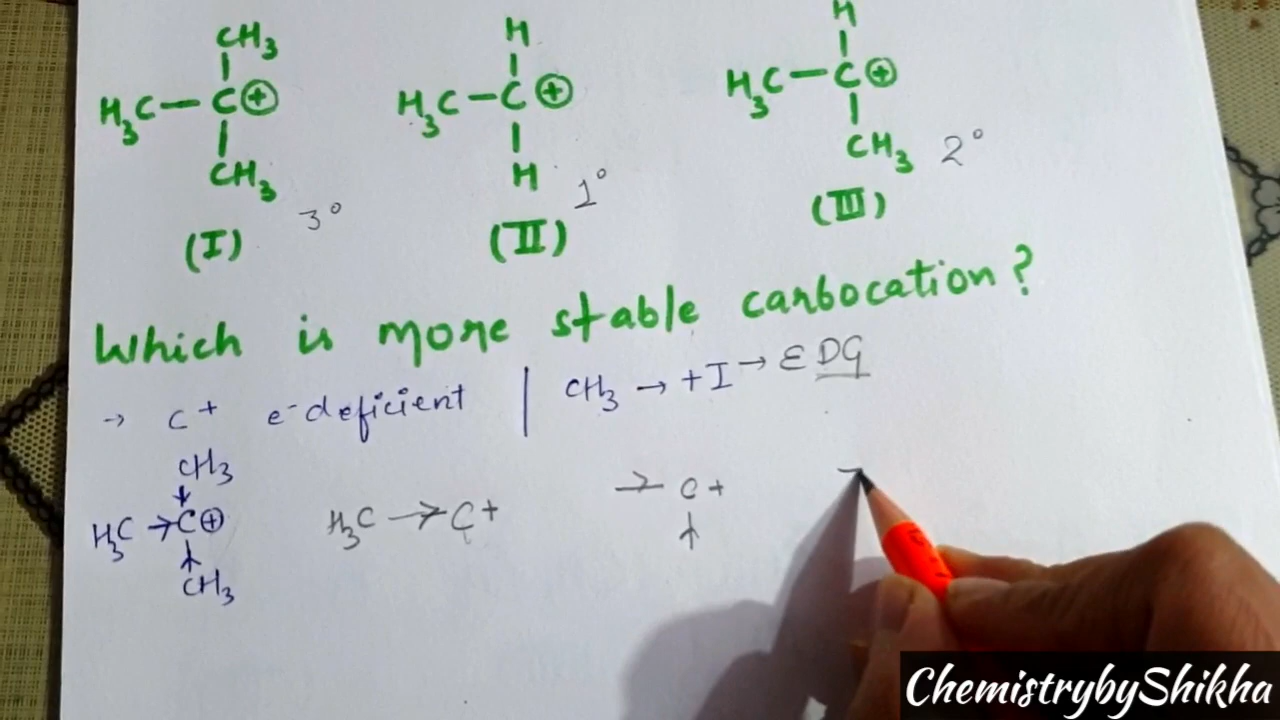 CH3 H H
H3C – C ⊕ H3C – C ⊕ H3C – C ⊕
CH3 H CH3
3° 1° 2°
(I) (II) (III)
Which is more stable carbocation?
→ C+ e-deficient | CH3 → +I → EDG
CH3
H3C → C⊕ H3C → C+ → C+
CH3
ChemistrybyShikha